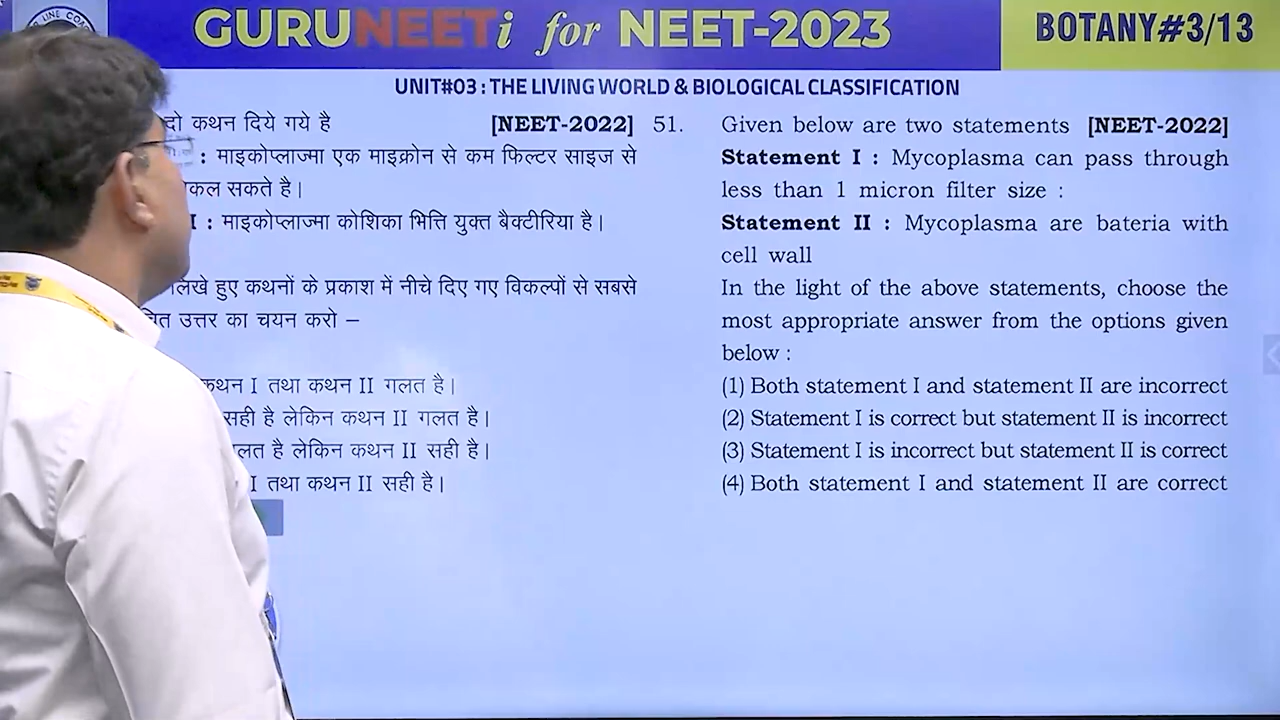 LINE CO
GURUNEETi for NEET-2023
BOTANY#3/13
UNIT#03 : THE LIVING WORLD & BIOLOGICAL CLASSIFICATION
दो कथन दिये गये है [NEET-2022]
: माइकोप्लाज्मा एक माइक्रोन से कम फिल्टर साइज से
सकते है।
: माइकोप्लाज्मा कोशिका भित्ति युक्त बैक्टीरिया है।
लिखे हुए कथनों के प्रकाश में नीचे दिए गए विकल्पों से सबसे
उत्तर का चयन करो –
कथन I तथा कथन II गलत है।
सही है लेकिन कथन II गलत है।
है लेकिन कथन II सही है।
I तथा कथन II सही है।
51. Given below are two statements [NEET-2022]
Statement I : Mycoplasma can pass through
less than 1 micron filter size :
Statement II : Mycoplasma are bateria with
cell wall
In the light of the above statements, choose the
most appropriate answer from the options given
below :
(1) Both statement I and statement II are incorrect
(2) Statement I is correct but statement II is incorrect
(3) Statement I is incorrect but statement II is correct
(4) Both statement I and statement II are correct